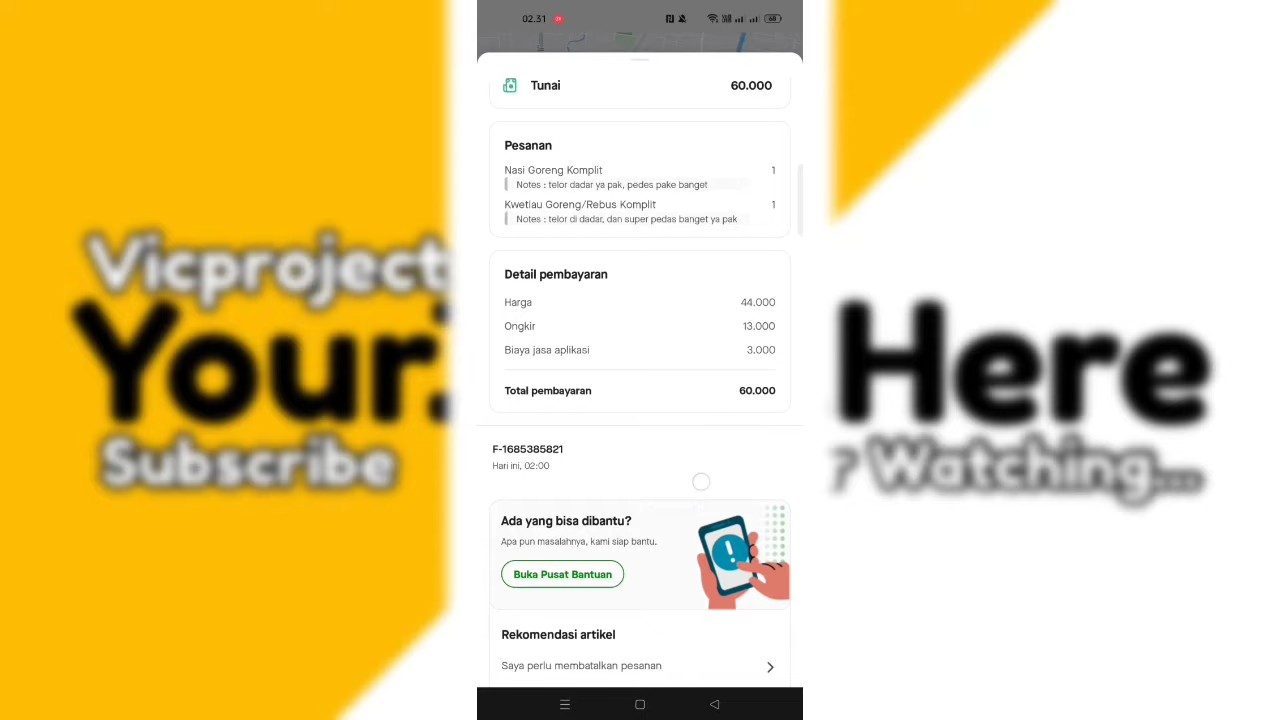 02.31
68
Tunai 60.000
Pesanan
Nasi Goreng Komplit 1
Notes : telor dadar ya pak, pedes pake banget
Kwetiau Goreng/Rebus Komplit 1
Notes : telor di dadar, dan super pedas banget ya pak
Detail pembayaran
Harga 44.000
Ongkir 13.000
Biaya jasa aplikasi 3.000
Total pembayaran 60.000
F-1685385821
Hari ini, 02:00
Ada yang bisa dibantu?
Apa pun masalahnya, kami siap bantu.
Buka Pusat Bantuan
Rekomendasi artikel
Saya perlu membatalkan pesanan
Vicproject
Your
Here
Subscribe
? Watching...